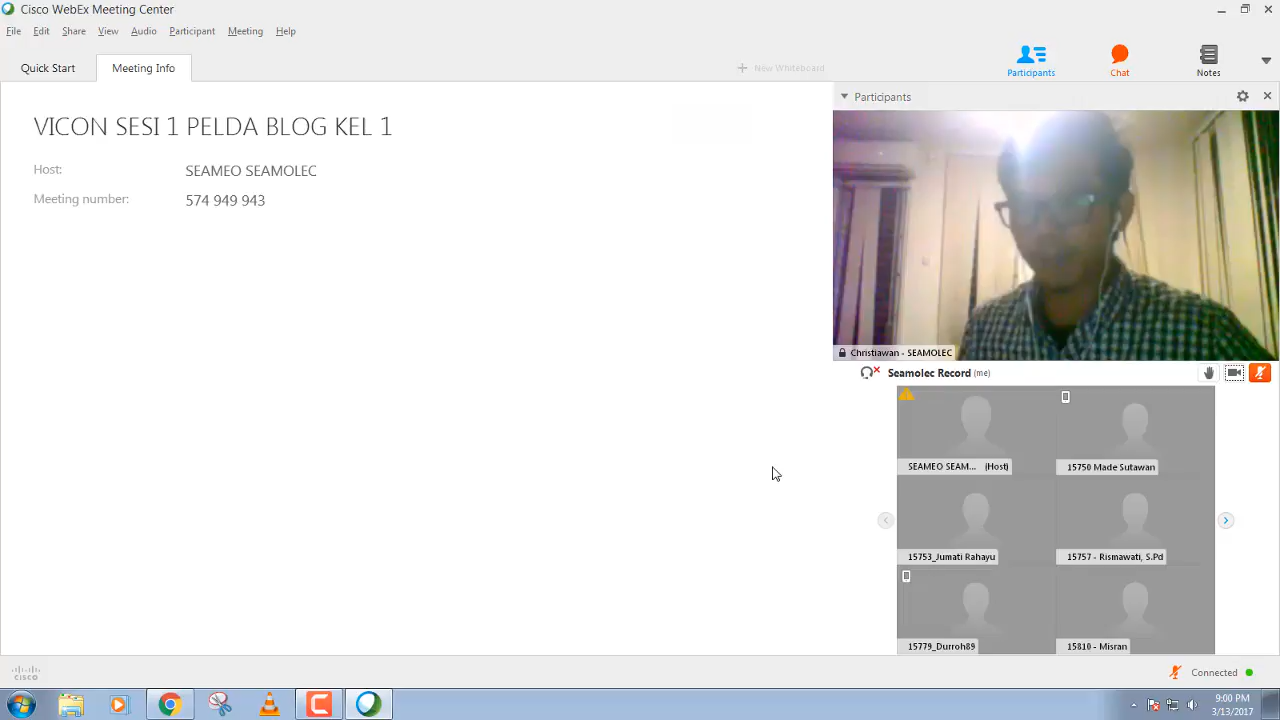 Cisco WebEx Meeting Center
File Edit Share View Audio Participant Meeting Help
Quick Start
Meeting Info
New Whiteboard
Participants
Chat
Notes
Participants
VICON SESI 1 PELDA BLOG KEL 1
Host: SEAMEO SEAMOLEC
Meeting number: 574 949 943
Christiawan - SEAMOLEC
Seamolec Record (me)
SEAMEO SEAM... (Host)
15750 Made Sutawan
15753_Jumati Rahayu
15757 - Rismawati, S.Pd
15779_Durroh89
15810 - Misran
cisco
Connected
9:00 PM
3/13/2017